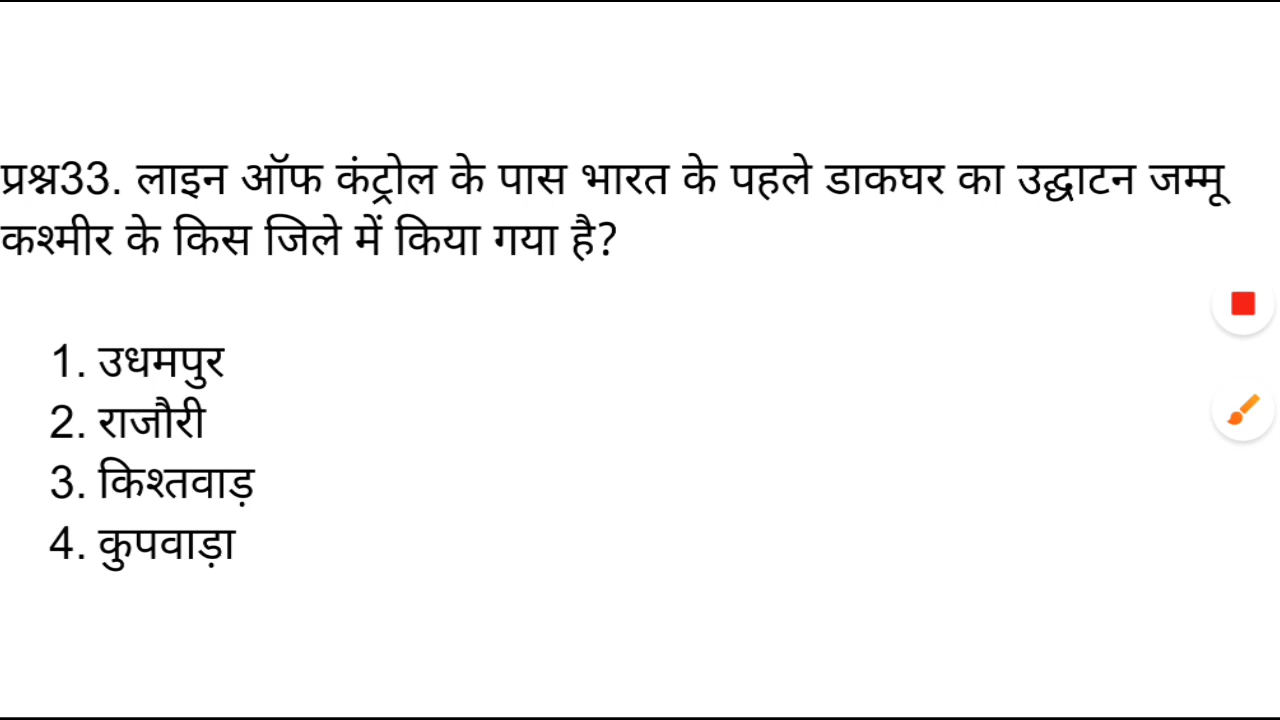 प्रश्न33. लाइन ऑफ कंट्रोल के पास भारत के पहले डाकघर का उद्घाटन जम्मू
कश्मीर के किस जिले में किया गया है?
1. उधमपुर
2. राजौरी
3. किश्तवाड़
4. कुपवाड़ा